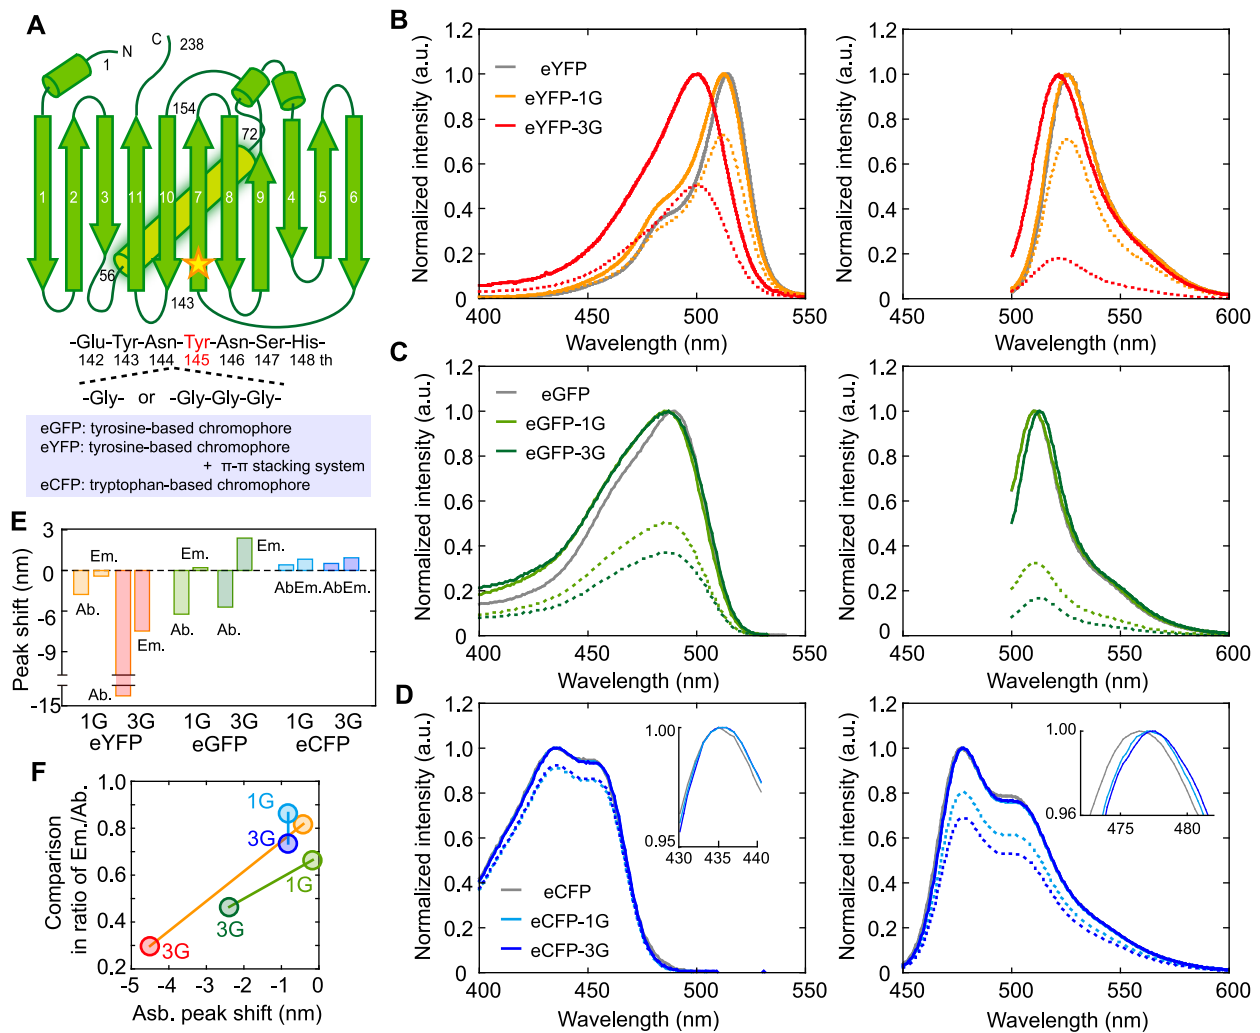 A
N
C
1
238
154
72
1
2
3
11
10
7
8
9
4
5
6
56
143
-Glu-Tyr-Asn-Tyr-Asn-Ser-His-
142 143 144 145 146 147 148 th
-Gly- or -Gly-Gly-Gly-
eGFP: tyrosine-based chromophore
eYFP: tyrosine-based chromophore
+ π-π stacking system
eCFP: tryptophan-based chromophore
B
Normalized intensity (a.u.)
1.2
1.0
0.8
0.6
0.4
0.2
0
400 450 500 550
Wavelength (nm)
eYFP
eYFP-1G
eYFP-3G
Normalized intensity (a.u.)
1.2
1.0
0.8
0.6
0.4
0.2
0
450 500 550 600
Wavelength (nm)
C
Normalized intensity (a.u.)
1.2
1.0
0.8
0.6
0.4
0.2
0
400 450 500 550
Wavelength (nm)
eGFP
eGFP-1G
eGFP-3G
Normalized intensity (a.u.)
1.2
1.0
0.8
0.6
0.4
0.2
0
450 500 550 600
Wavelength (nm)
D
Normalized intensity (a.u.)
1.2
1.0
0.8
0.6
0.4
0.2
0
400 450 500 550
Wavelength (nm)
1.00
0.95
430 435 440
eCFP
eCFP-1G
eCFP-3G
Normalized intensity (a.u.)
1.2
1.0
0.8
0.6
0.4
0.2
0
450 500 550 600
Wavelength (nm)
1.00
0.96
475 480
E
Peak shift (nm)
3
0
-6
-9
-15
Ab.
Em.
Ab.
Em.
Ab.
Em.
Ab.
Em.
Ab.
Em.
Ab.
Em.
1G 3G 1G 3G 1G 3G
eYFP eGFP eCFP
F
Comparison
in ratio of Em./Ab.
1.0
0.8
0.6
0.4
0.2
-5 -4 -3 -2 -1 0
Asb. peak shift (nm)
1G
3G
1G
3G
3G